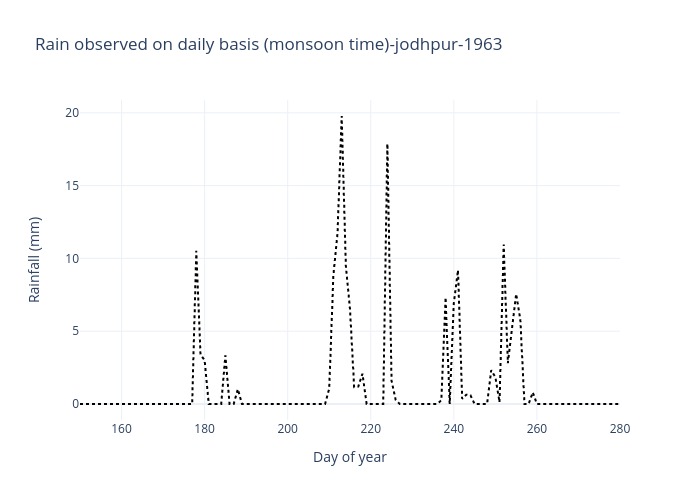 Rain observed on daily basis (monsoon time)-jodhpur-1963
20
15
10
5
0
Rainfall (mm)
160 180 200 220 240 260 280
Day of year